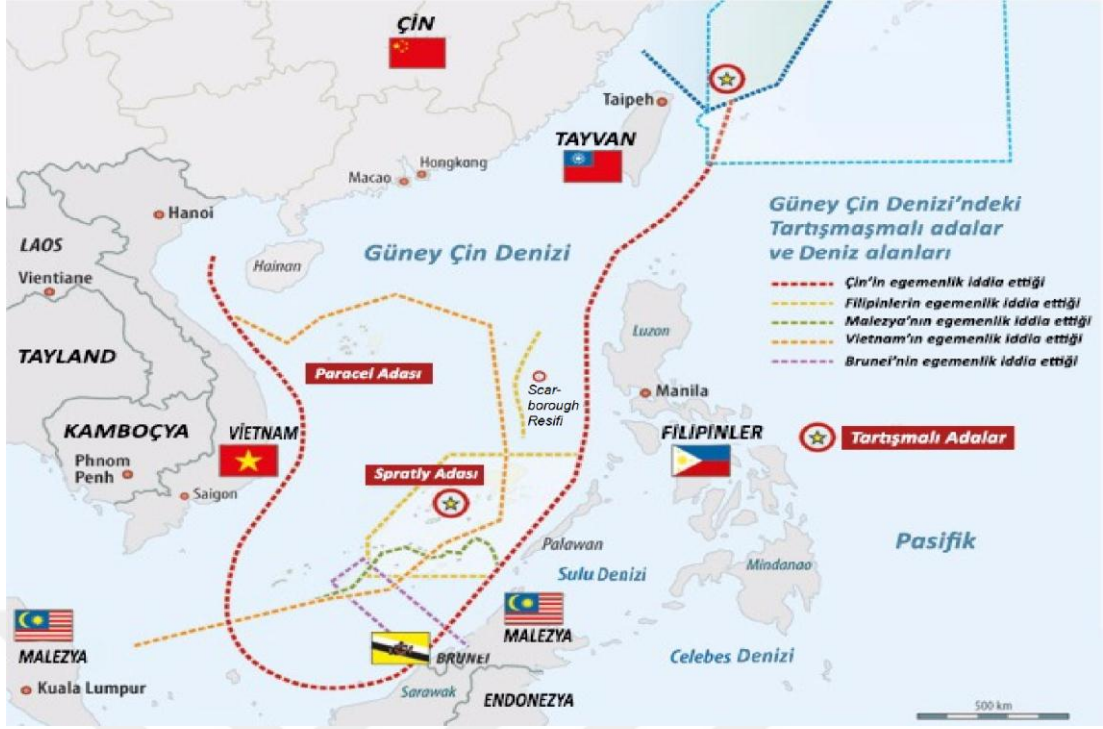 ÇİN
Taipeh
TAYVAN
Hongkong
Macao
Hanoi
LAOS
Güney Çin Denizi
Hainan
Vientiane
Güney Çin Denizi'ndeki
Tartışmaşmalı adalar
ve Deniz alanları
Çin'in egemenlik iddia ettiği
Filipinlerin egemenlik iddia ettiği
Malezya'nın egemenlik iddia ettiği
Vietnam'ın egemenlik iddia ettiği
Brunei'nin egemenlik iddia ettiği
Luzon
TAYLAND
Paracel Adası
Scar-
borough
Resifi
Manila
KAMBOÇYA
VİETNAM
FİLİPİNLER
Tartışmalı Adalar
Phnom
Penh
Spratly Adası
Saigon
Palawan
Pasifik
Sulu Denizi
Mindanao
MALEZYA
MALEZYA
BRUNEI
Celebes Denizi
Kuala Lumpur
Sarawak
ENDONEZYA
500 km